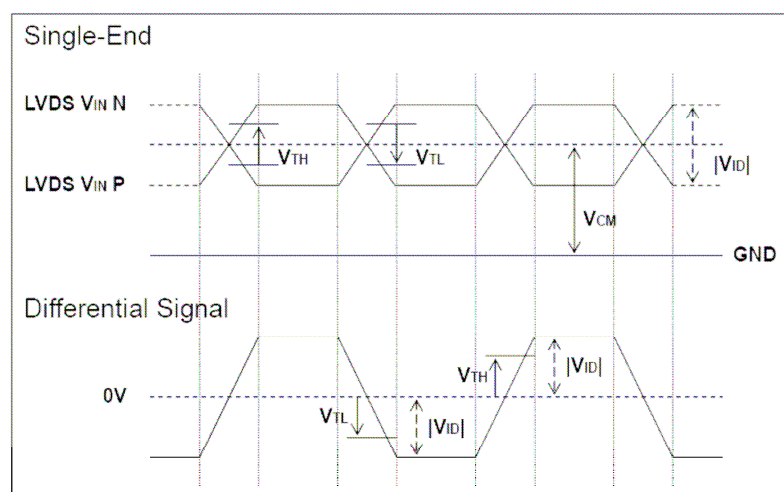 Single-End
LVDS VIN N
VTH
VTL
|VID|
LVDS VIN P
VCM
GND
Differential Signal
VTH
|VID|
0V
VTL
|VID|